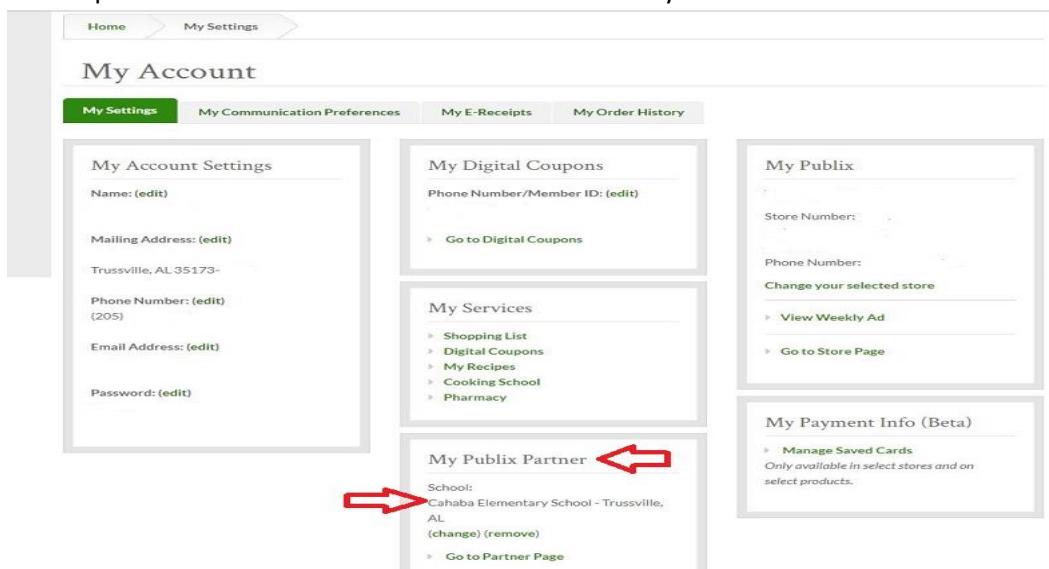 Home
My Settings
My Account
My Settings
My Communication Preferences
My E-Receipts
My Order History
My Account Settings
Name: (edit)
Mailing Address: (edit)
Trussville, AL 35173-
Phone Number: (edit)
(205)
Email Address: (edit)
Password: (edit)
My Digital Coupons
Phone Number/Member ID: (edit)
Go to Digital Coupons
My Services
Shopping List
Digital Coupons
My Recipes
Cooking School
Pharmacy
My Publix Partner
School:
Cahaba Elementary School - Trussville,
AL
(change) (remove)
Go to Partner Page
My Publix
Store Number:
Phone Number:
Change your selected store
View Weekly Ad
Go to Store Page
My Payment Info (Beta)
Manage Saved Cards
Only available in select stores and on
select products.